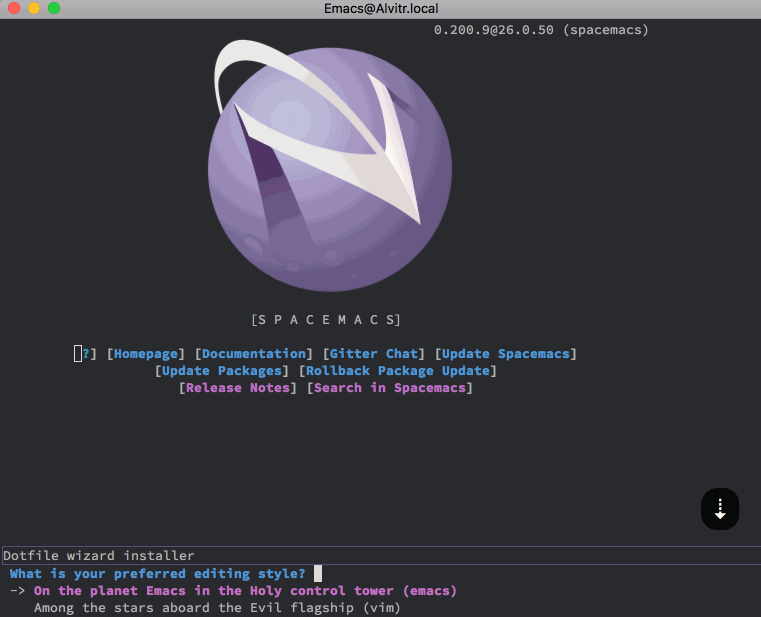 Emacs@Alvitr.local
0.200.9@26.0.50 (spacemacs)
[S P A C E M A C S]
[?] [Homepage] [Documentation] [Gitter Chat] [Update Spacemacs]
[Update Packages] [Rollback Package Update]
[Release Notes] [Search in Spacemacs]
Dotfile wizard installer
What is your preferred editing style?
-> On the planet Emacs in the Holy control tower (emacs)
Among the stars aboard the Evil flagship (vim)